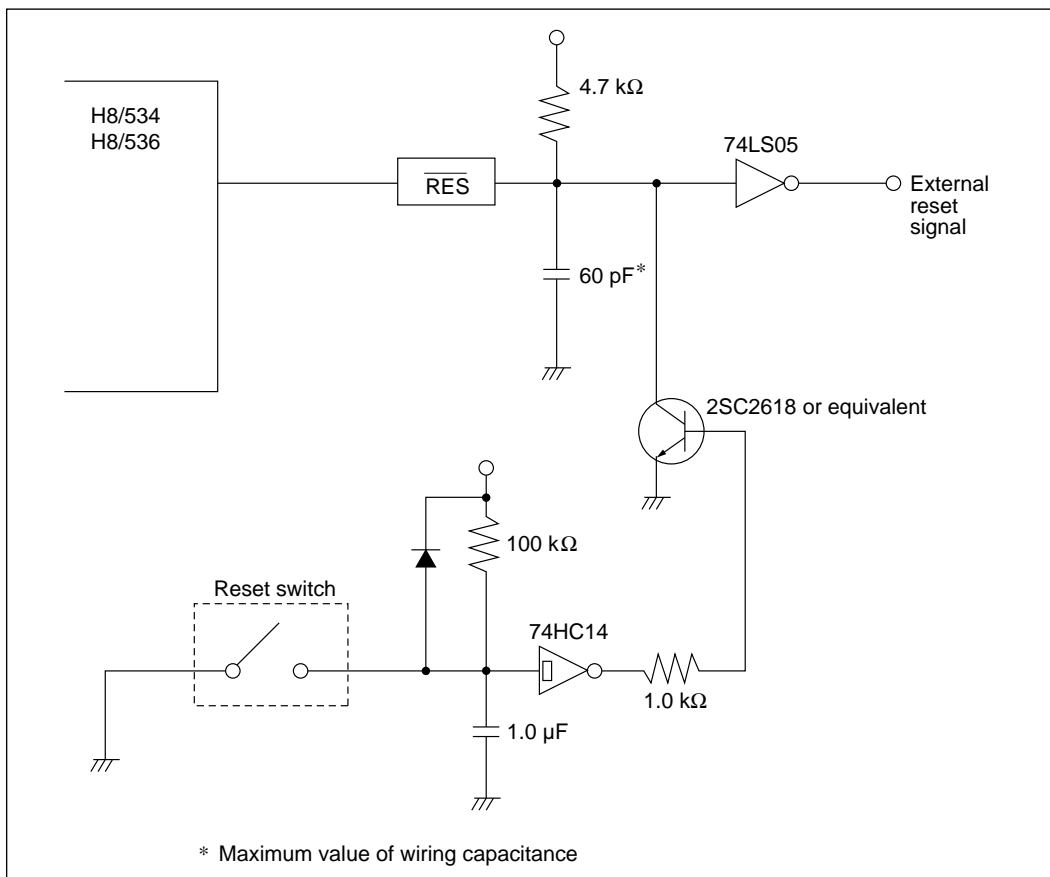 H8/534
H8/536
4.7 kΩ
74LS05
RES
External
reset
signal
60 pF*
2SC2618 or equivalent
100 kΩ
Reset switch
74HC14
1.0 kΩ
1.0 µF
* Maximum value of wiring capacitance